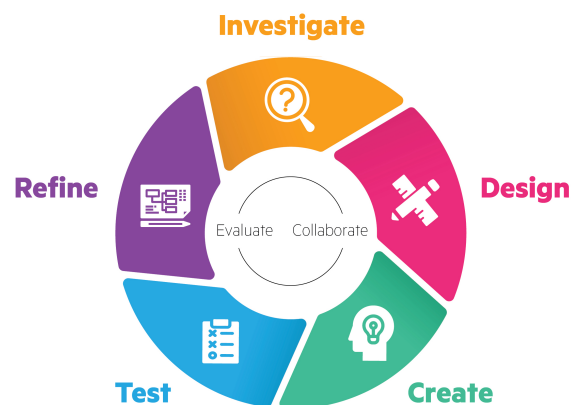 Investigate
Refine
Design
Evaluate Collaborate
Test
Create